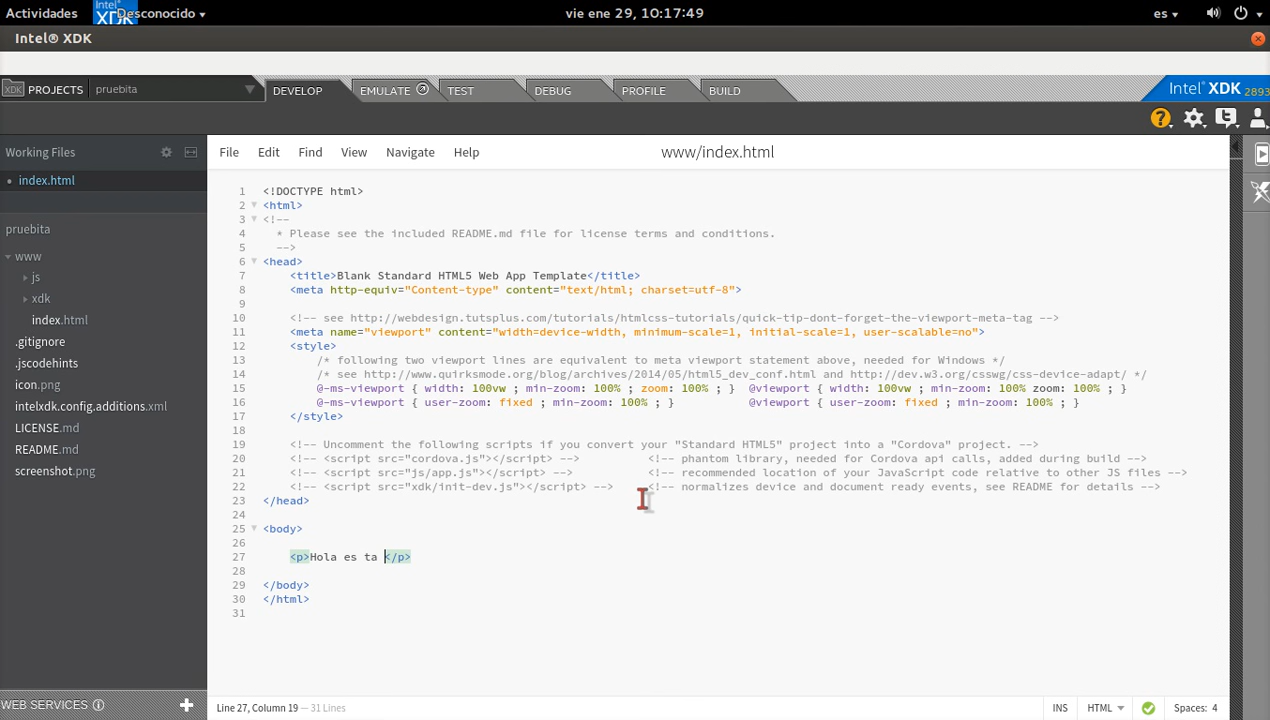 Actividades
Intel XDK
Desconocido
vie ene 29, 10:17:49
es
Intel® XDK
XDK PROJECTS pruebita
DEVELOP EMULATE TEST DEBUG PROFILE BUILD
Intel® XDK 2893
Working Files
index.html
pruebita
www
js
xdk
index.html
.gitignore
.jscodehints
icon.png
intelxdk.config.additions.xml
LICENSE.md
README.md
screenshot.png
WEB SERVICES
File Edit Find View Navigate Help
www/index.html
1 <!DOCTYPE html>
2 <html>
3 <!--
4 * Please see the included README.md file for license terms and conditions.
5 -->
6 <head>
7 <title>Blank Standard HTML5 Web App Template</title>
8 <meta http-equiv="Content-type" content="text/html; charset=utf-8">
9
10 <!-- see http://webdesign.tutsplus.com/tutorials/htmlcss-tutorials/quick-tip-dont-forget-the-viewport-meta-tag -->
11 <meta name="viewport" content="width=device-width, minimum-scale=1, initial-scale=1, user-scalable=no">
12 <style>
13 /* following two viewport lines are equivalent to meta viewport statement above, needed for Windows */
14 /* see http://www.quirksmode.org/blog/archives/2014/05/html5_dev_conf.html and http://dev.w3.org/csswg/css-device-adapt/ */
15 @-ms-viewport { width: 100vw ; min-zoom: 100% ; zoom: 100% ; } @viewport { width: 100vw ; min-zoom: 100% zoom: 100% ; }
16 @-ms-viewport { user-zoom: fixed ; min-zoom: 100% ; } @viewport { user-zoom: fixed ; min-zoom: 100% ; }
17 </style>
18
19 <!-- Uncomment the following scripts if you convert your "Standard HTML5" project into a "Cordova" project. -->
20 <!-- <script src="cordova.js"></script> --> <!-- phantom library, needed for Cordova api calls, added during build -->
21 <!-- <script src="js/app.js"></script> --> <!-- recommended location of your JavaScript code relative to other JS files -->
22 <!-- <script src="xdk/init-dev.js"></script> --> <!-- normalizes device and document ready events, see README for details -->
23 </head>
24
25 <body>
26
27 <p>Hola es ta </p>
28
29 </body>
30 </html>
31
Line 27, Column 19 — 31 Lines
INS HTML Spaces: 4